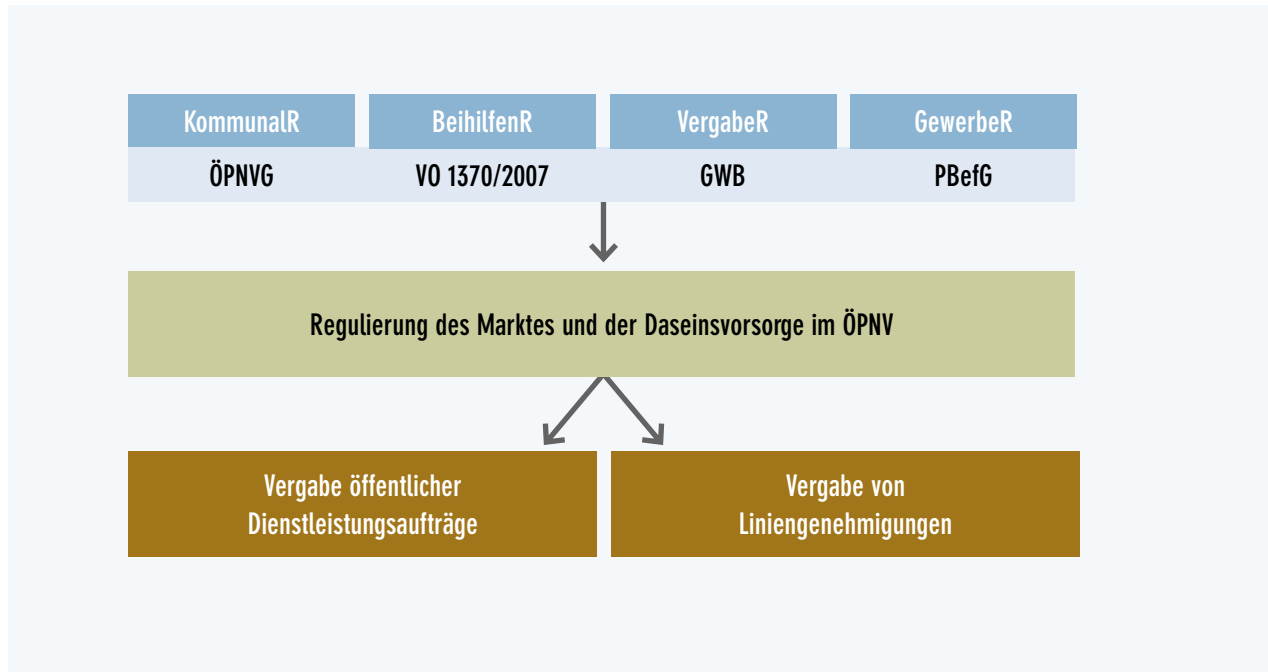 KommunalR BeihilfenR VergabeR GewerbeR
ÖPNVG VO 1370/2007 GWB PBefG
Regulierung des Marktes und der Daseinsvorsorge im ÖPNV
Vergabe öffentlicher
Dienstleistungsaufträge
Vergabe von
Liniengenehmigungen